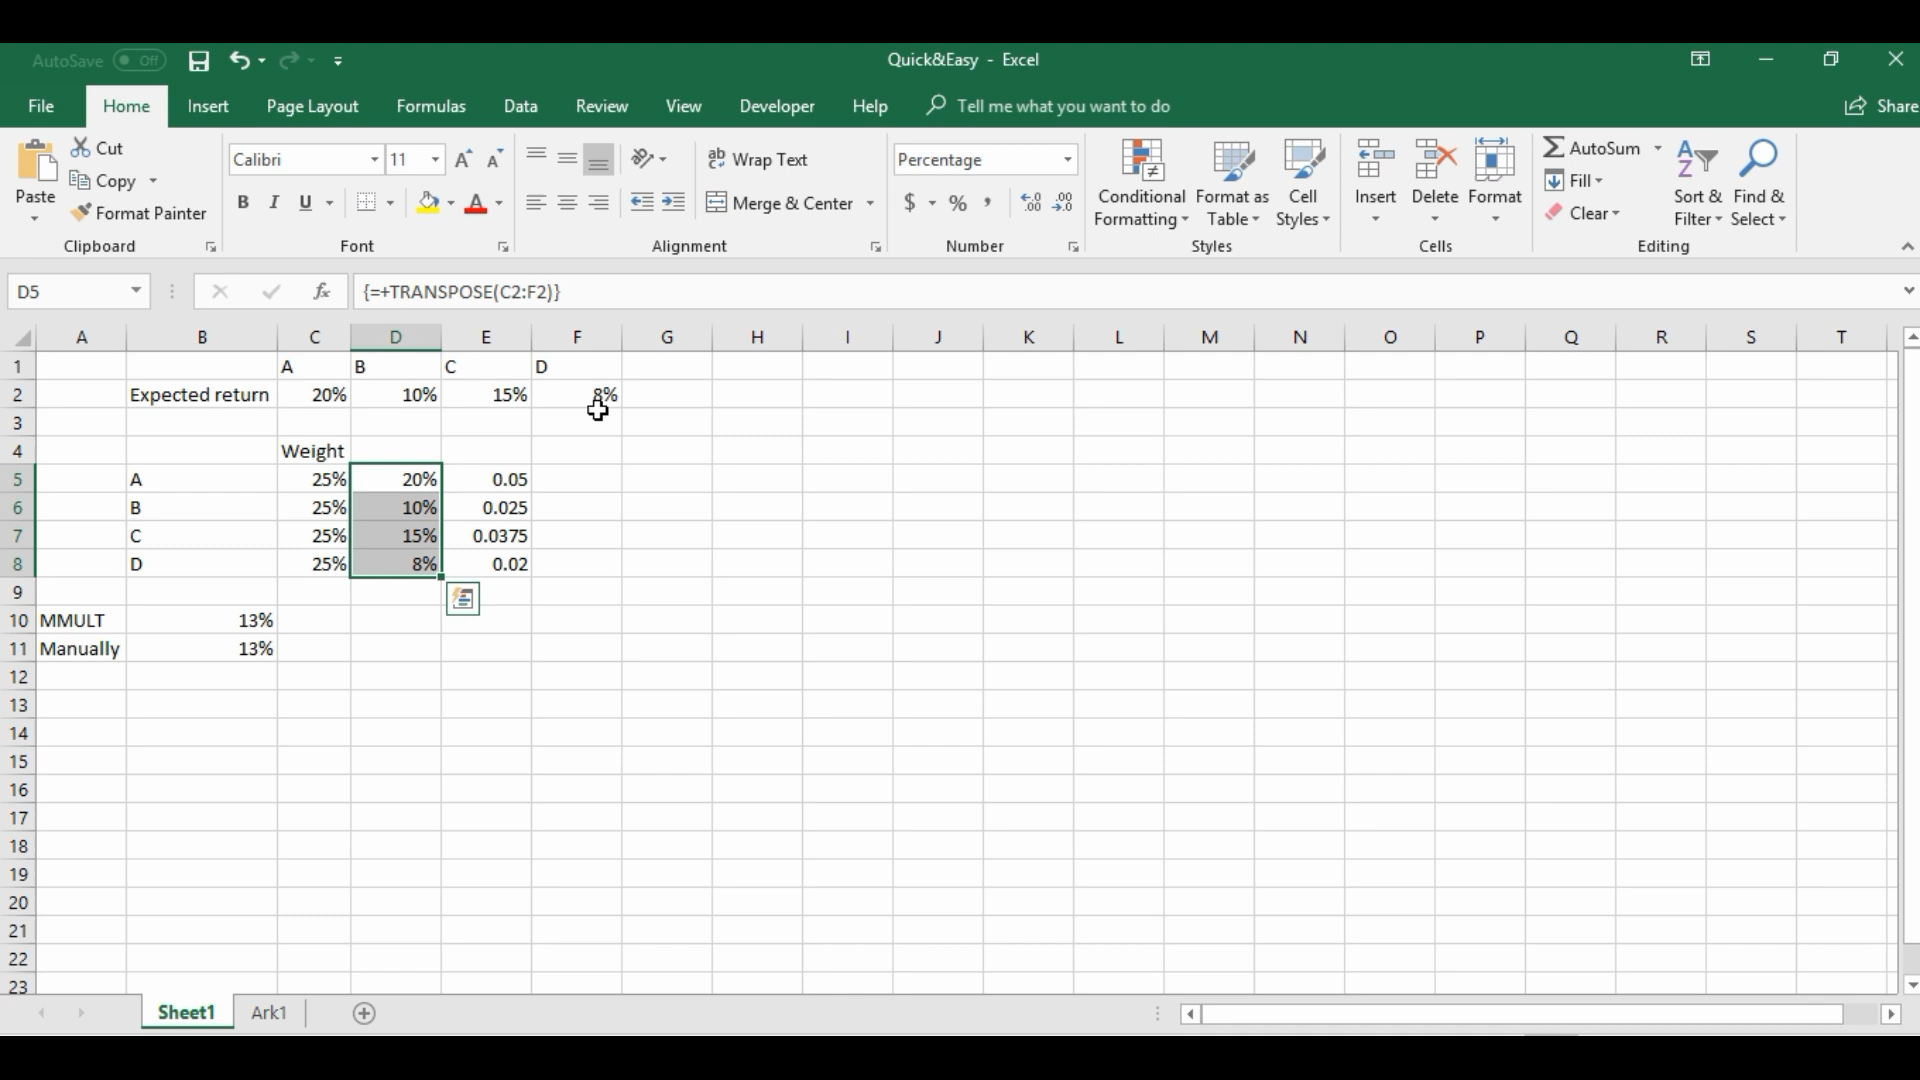 AutoSave Off Quick&Easy - Excel
File Home Insert Page Layout Formulas Data Review View Developer Help Tell me what you want to do Share
Paste Cut Copy Format Painter Clipboard
Calibri 11 B I U A Font
ab Wrap Text Merge & Center Alignment
Percentage $ % , Number
Conditional Formatting Format as Table Cell Styles Styles
Insert Delete Format Cells
AutoSum Fill Clear Sort & Filter Find & Select Editing
D5 fx {=+TRANSPOSE(C2:F2)}
A B C D E F G H I J K L M N O P Q R S T
1 A B C D
2 Expected return 20% 10% 15% 8%
3
4 Weight
5 A 25% 20% 0.05
6 B 25% 10% 0.025
7 C 25% 15% 0.0375
8 D 25% 8% 0.02
9
10 MMULT 13%
11 Manually 13%
12
13
14
15
16
17
18
19
20
21
22
23
Sheet1 Ark1